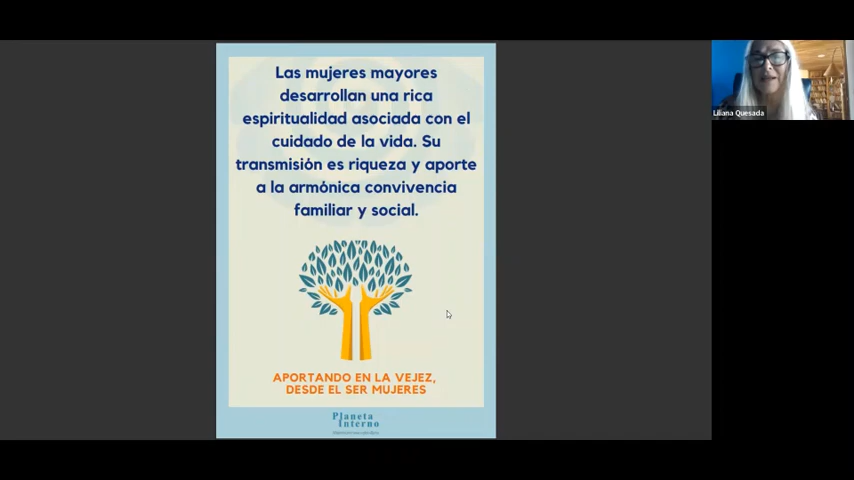 Las mujeres mayores
desarrollan una rica
espiritualidad asociada con el
cuidado de la vida. Su
transmisión es riqueza y aporte
a la armónica convivencia
familiar y social.
APORTANDO EN LA VEJEZ,
DESDE EL SER MUJERES
Planeta
Interno
Liliana Quesada